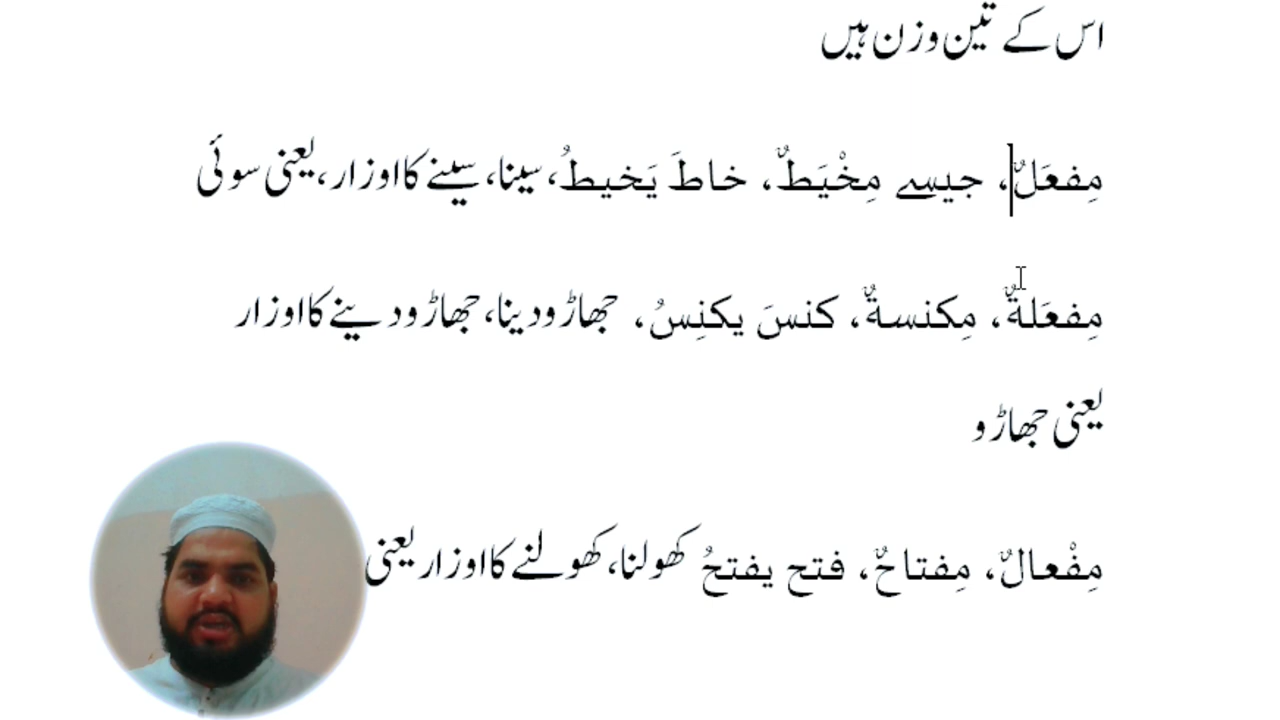 اس کے تین وزن ہیں
مِفعَلٌ، جیسے مِخْیَطٌ، خاطَ یَخیطُ، سینا، سینے کا اوزار، یعنی سوئی
مِفعَلةٌ، مِکنسةٌ، کنسَ یکنِسُ، جھاڑو دینا، جھاڑو دینے کا اوزار
یعنی جھاڑو
مِفْعالٌ، مِفتاحٌ، فتح یفتحُ کھولنا، کھولنے کا اوزار یعنی